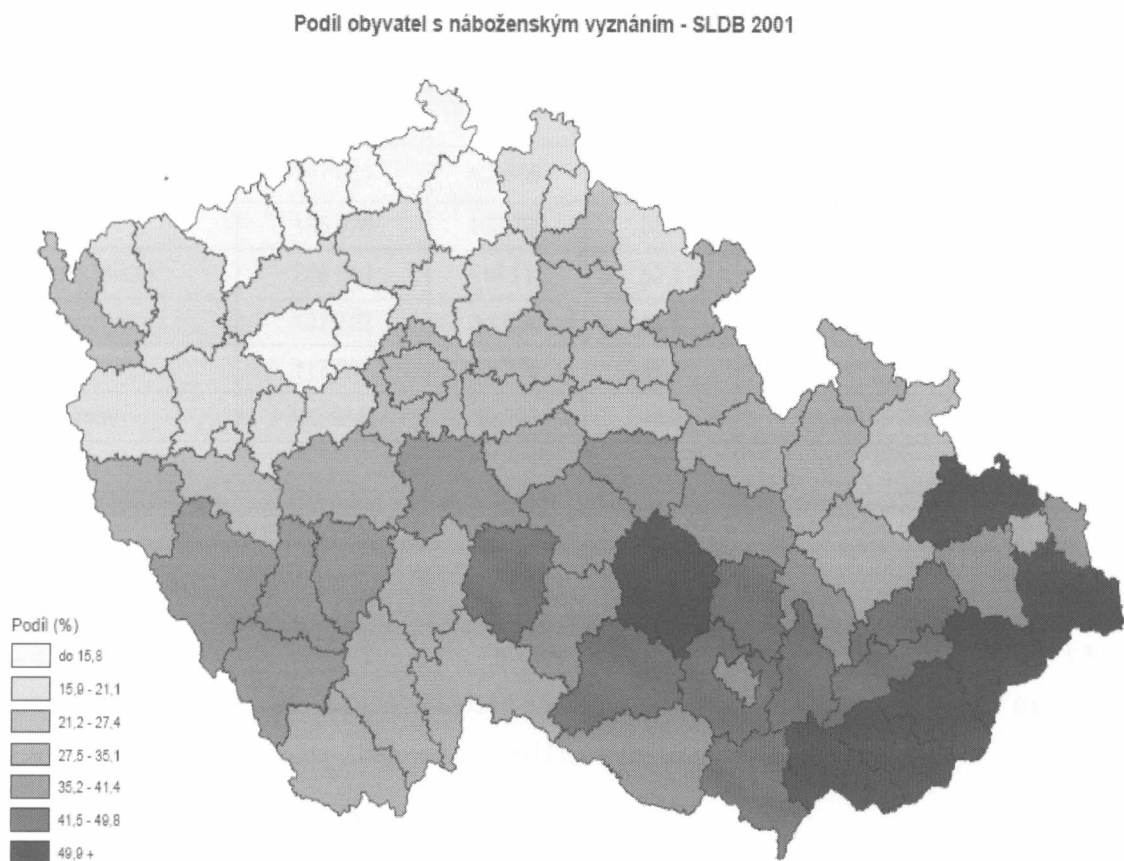 Podíl obyvatel s náboženským vyznáním - SLDB 2001
Podíl (%)
do 15,8
15,9 - 21,1
21,2 - 27,4
27,5 - 35,1
35,2 - 41,4
41,5 - 49,8
49,9 +